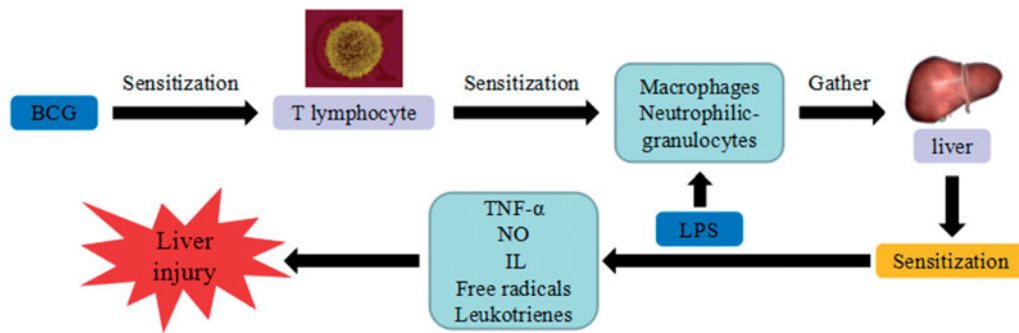 BCG
Sensitization
T lymphocyte
Sensitization
Macrophages
Neutrophilic-
granulocytes
Gather
liver
Sensitization
LPS
TNF-α
NO
IL
Free radicals
Leukotrienes
Liver
injury